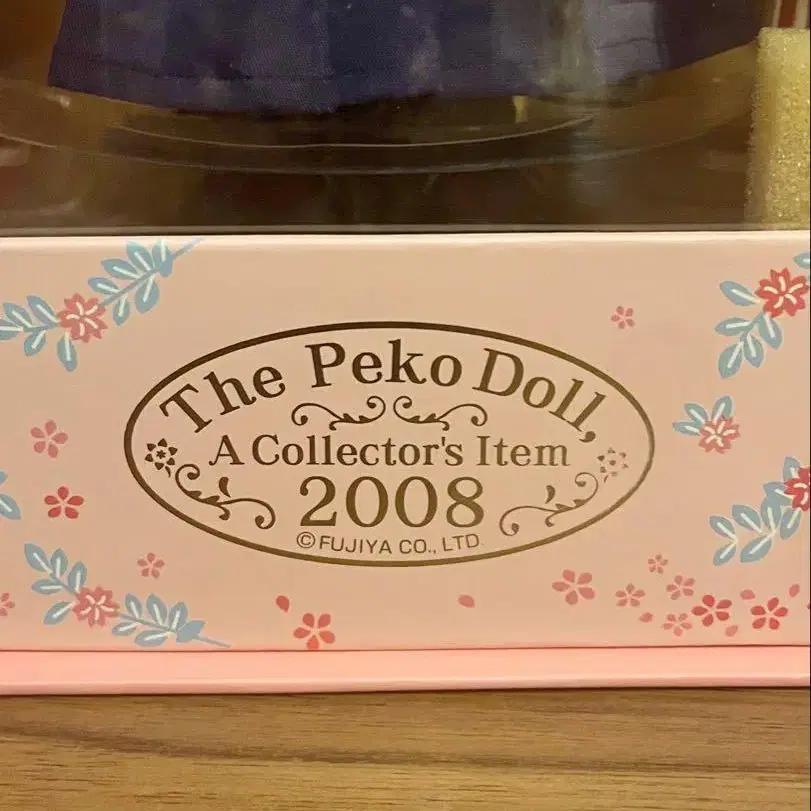 The Peko Doll,
A Collector's Item
2008
©FUJIYA CO., LTD.